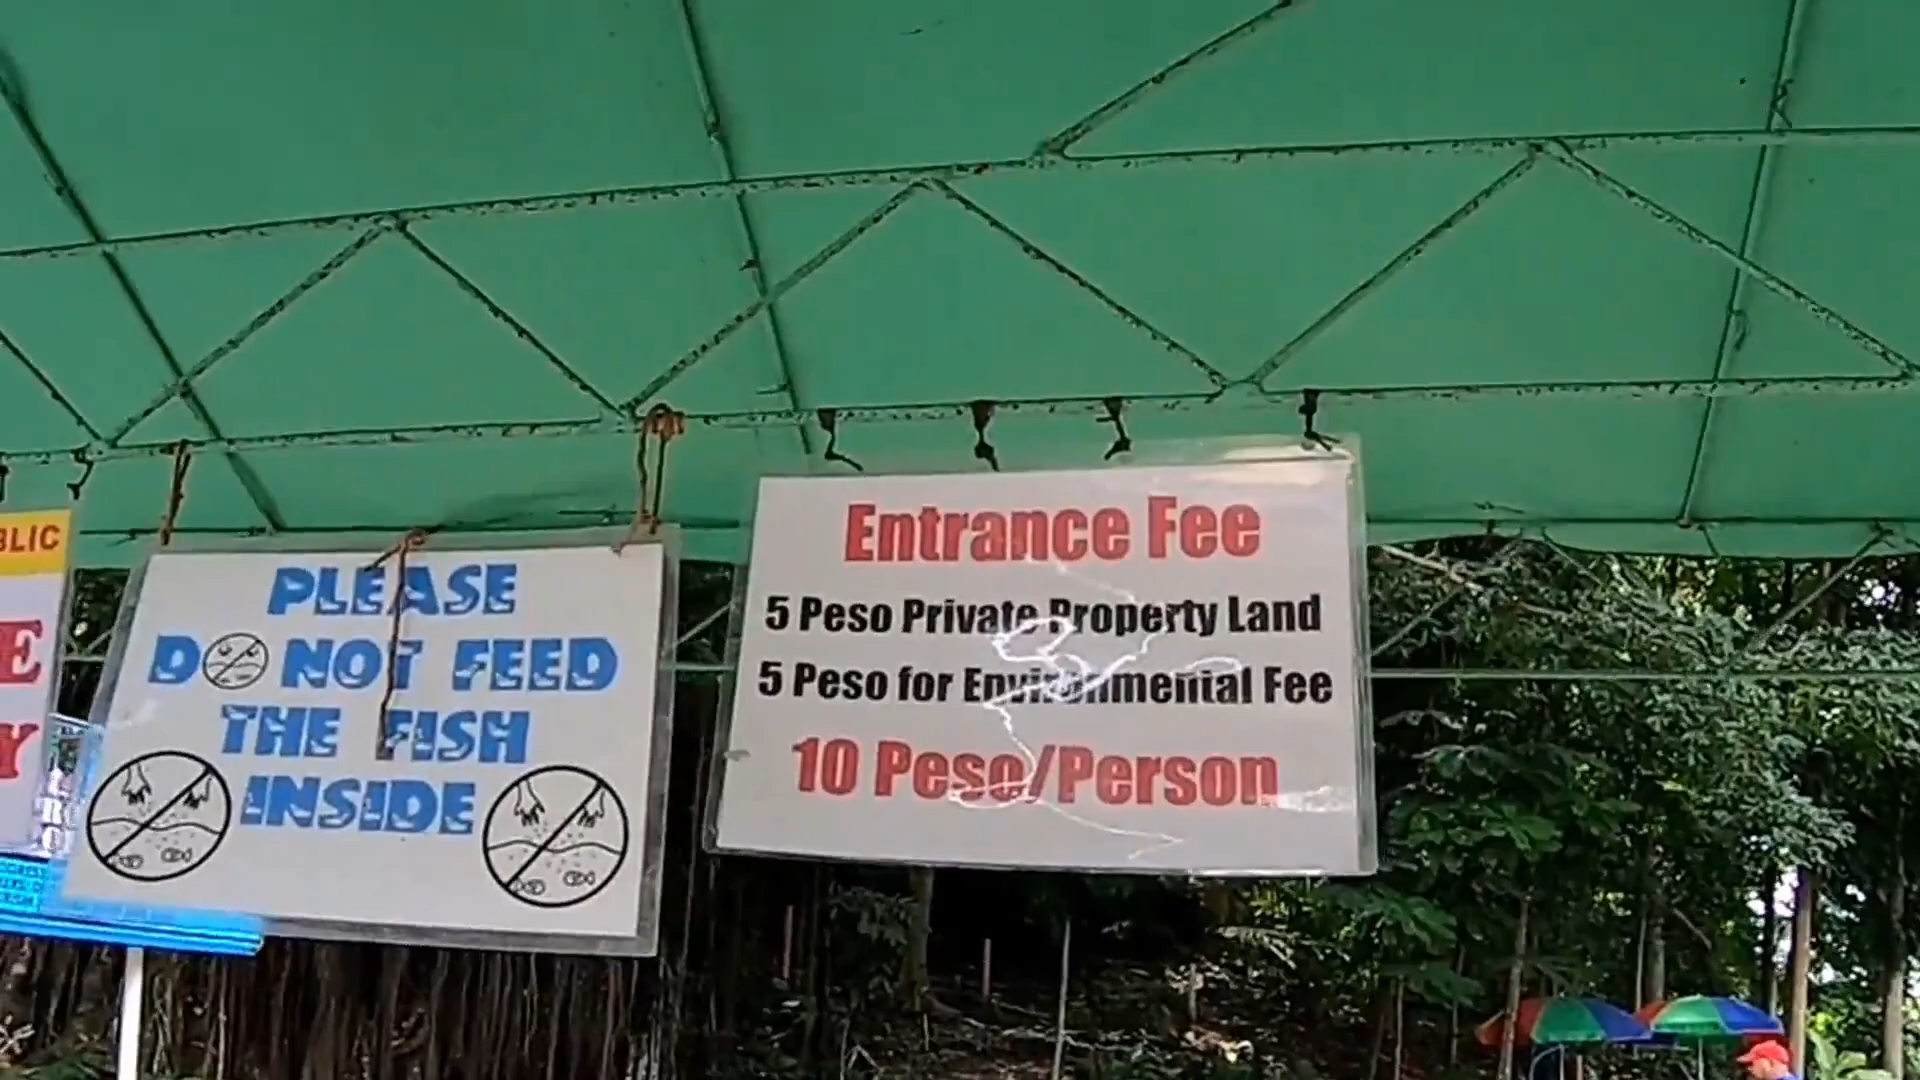 BLIC
E
Y
PLEASE
DO NOT FEED
THE FISH
INSIDE
Entrance Fee
5 Peso Private Property Land
5 Peso for Environmental Fee
10 Peso/Person